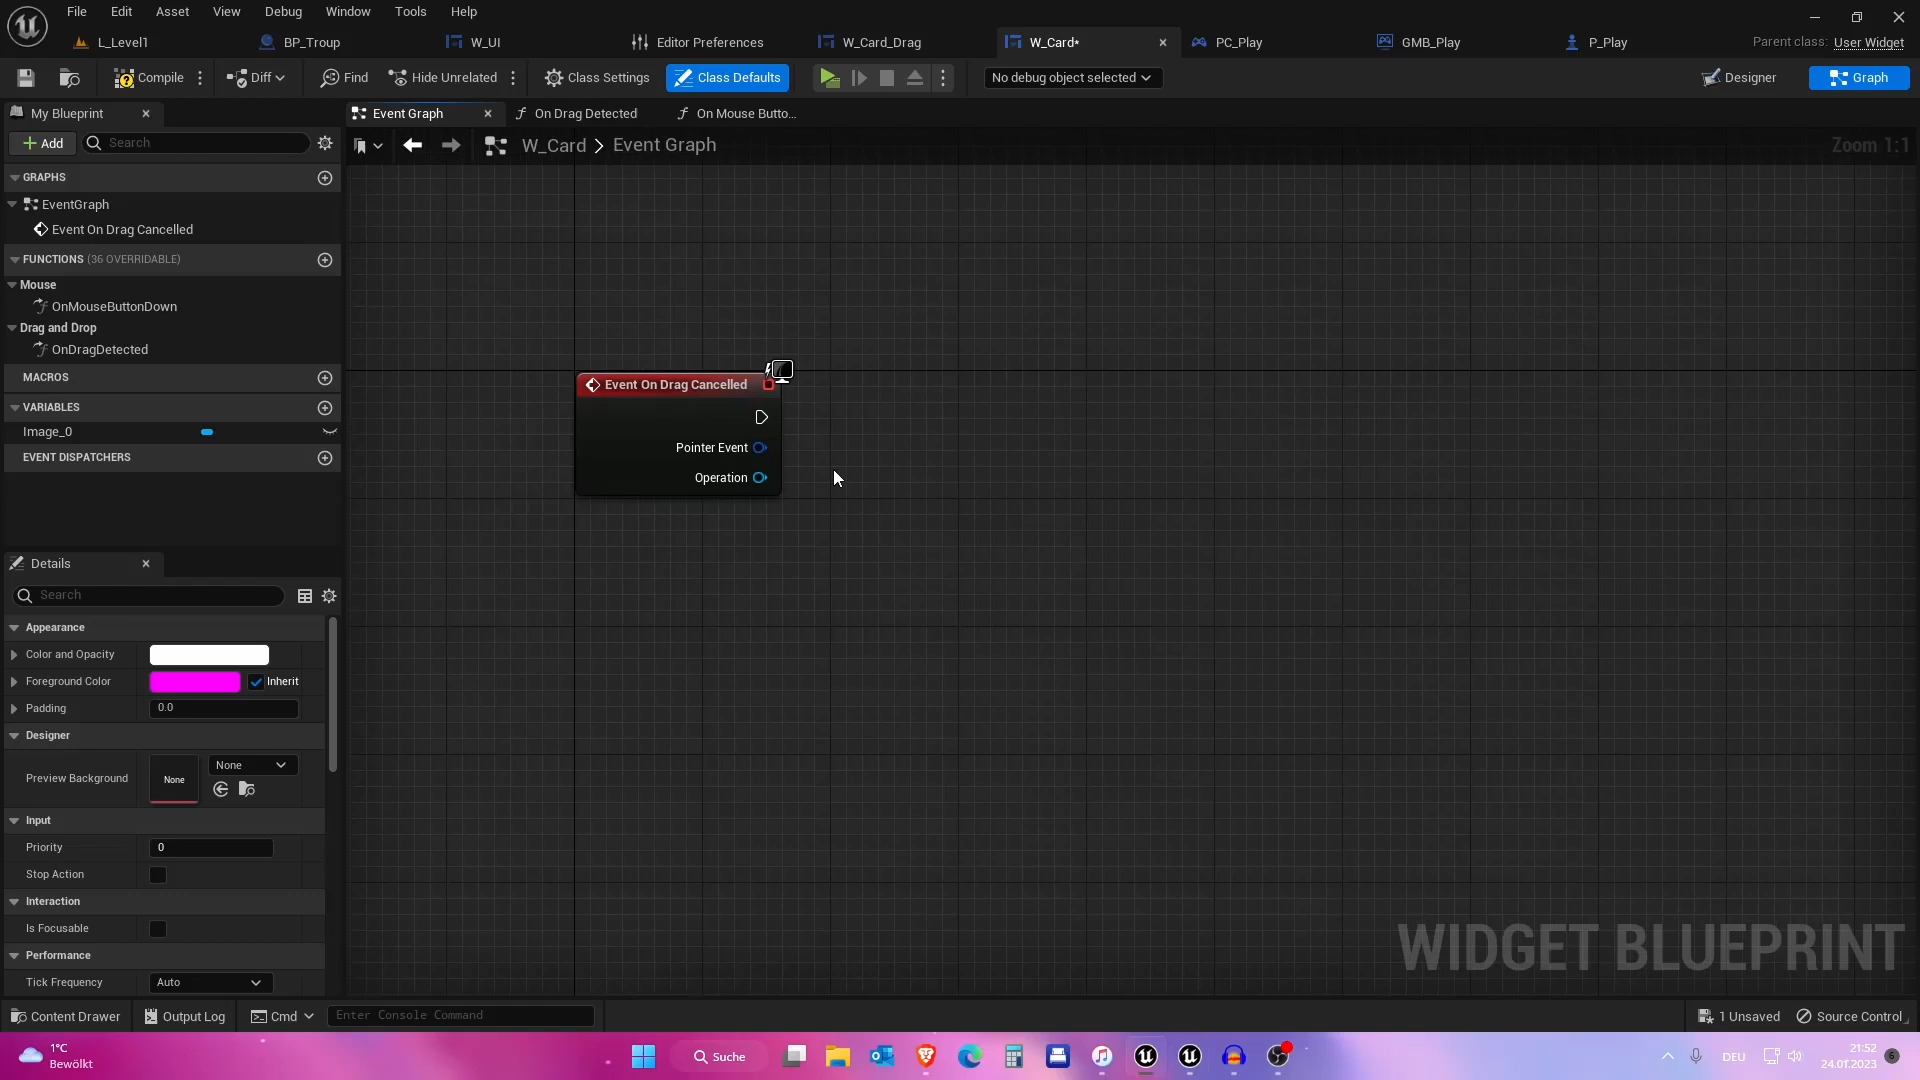 File Edit Asset View Debug Window Tools Help
L_Level1 BP_Troup W_UI Editor Preferences W_Card_Drag W_Card* PC_Play GMB_Play P_Play Parent class: User Widget
Compile Diff Find Hide Unrelated Class Settings Class Defaults No debug object selected Designer Graph
My Blueprint Event Graph On Drag Detected On Mouse Butto...
Add Search W_Card > Event Graph Zoom 1:1
GRAPHS
EventGraph
Event On Drag Cancelled
FUNCTIONS (36 OVERRIDABLE)
Mouse
OnMouseButtonDown
Drag and Drop
OnDragDetected
MACROS
VARIABLES
Image_0
EVENT DISPATCHERS
Event On Drag Cancelled
Pointer Event
Operation
Details
Search
Appearance
Color and Opacity
Foreground Color Inherit
Padding 0.0
Designer
Preview Background None None
Input
Priority 0
Stop Action
Interaction
Is Focusable
Performance
Tick Frequency Auto
WIDGET BLUEPRINT
Content Drawer Output Log Cmd Enter Console Command 1 Unsaved Source Control
1°C
Bewölkt
Suche
DEU
21:52
24.01.2023
6